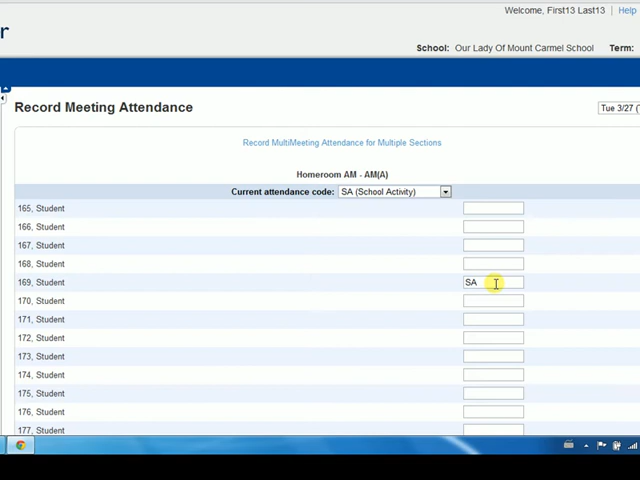 Welcome, First13 Last13 | Help
r
School: Our Lady Of Mount Carmel School Term:
Record Meeting Attendance
Tue 3/27 (
Record MultiMeeting Attendance for Multiple Sections
Homeroom AM - AM(A)
Current attendance code: SA (School Activity)
165, Student
166, Student
167, Student
168, Student
169, Student SA
170, Student
171, Student
172, Student
173, Student
174, Student
175, Student
176, Student
177, Student